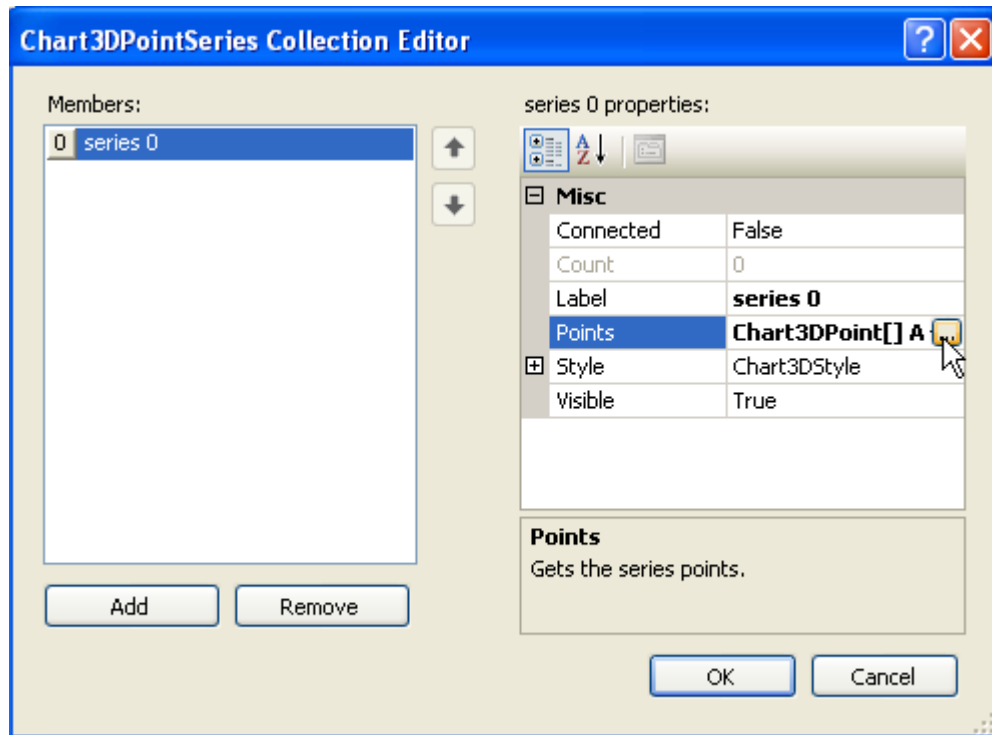 Chart3DPointSeries Collection Editor
Members:
0 series 0
Add
Remove
series 0 properties:
Misc
Connected False
Count 0
Label series 0
Points Chart3DPoint[] A ...
Style Chart3DStyle
Visible True
Points
Gets the series points.
OK
Cancel